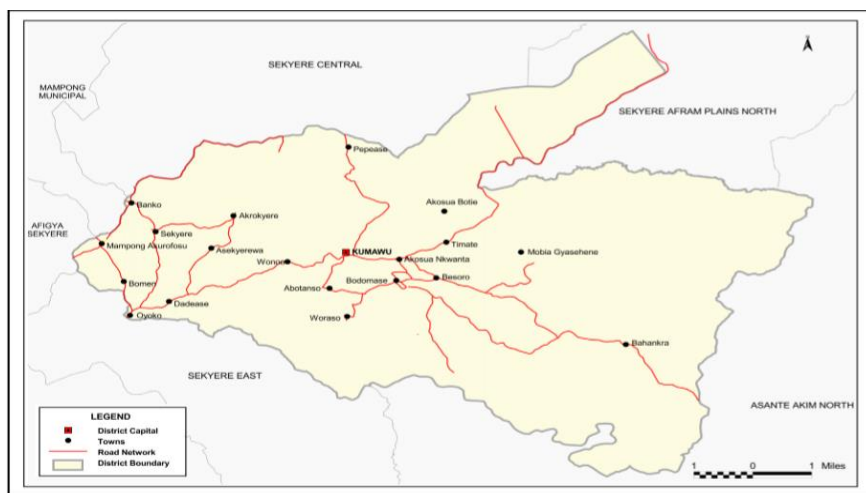 SEKYERE CENTRAL
MAMPONG
MUNICIPAL
SEKYERE AFRAM PLAINS NORTH
Pepease
Banko
Akrokyere
Akosua Botie
AFIGYA
SEKYERE
Sekyere
Mampong Axurofosu
Asekyerewa
Timate
KUMAWU
Mobia Gyasehene
Wonoo
Akosua Nkwanta
Bomen
Abotanso
Bodomase
Besoro
Dadease
Oyoko
Woraso
Bahankra
SEKYERE EAST
ASANTE AKIM NORTH
LEGEND
District Capital
Towns
Road Network
District Boundary
1 0 1 Miles